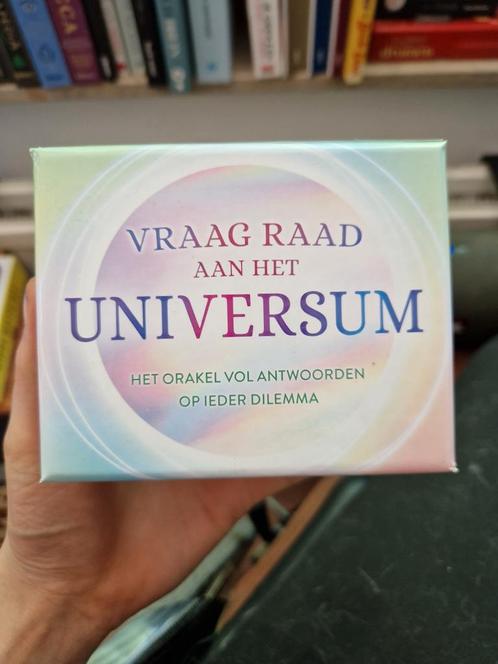 VRAAG RAAD
AAN HET
UNIVERSUM
HET ORAKEL VOL ANTWOORDEN
OP IEDER DILEMMA